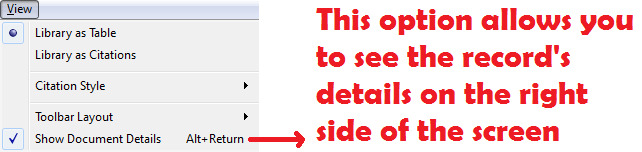 View
Library as Table
Library as Citations
Citation Style
Toolbar Layout
Show Document Details Alt+Return
This option allows you
to see the record's
details on the right
side of the screen